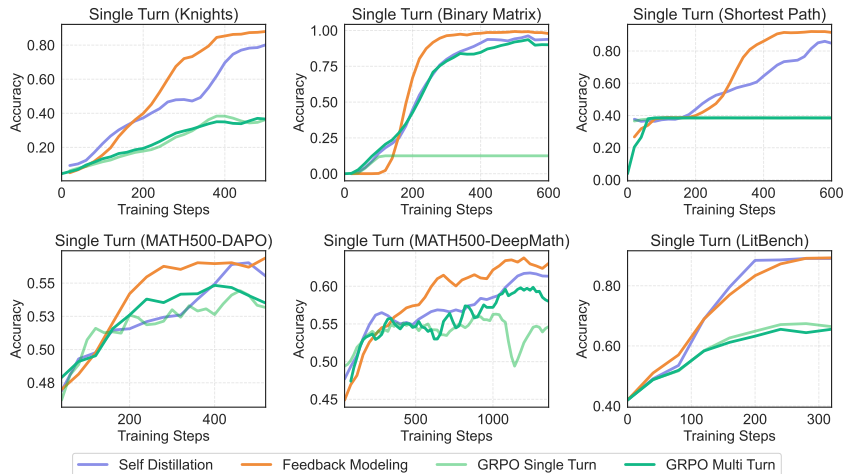 Single Turn (Knights)
Accuracy
0.80
0.60
0.40
0.20
0
200
400
Training Steps
Single Turn (Binary Matrix)
Accuracy
1.00
0.75
0.50
0.25
0.00
0
200
400
600
Training Steps
Single Turn (Shortest Path)
Accuracy
0.80
0.60
0.40
0.20
0.00
0
200
400
600
Training Steps
Single Turn (MATH500-DAPO)
Accuracy
0.55
0.53
0.50
0.48
200
400
Training Steps
Single Turn (MATH500-DeepMath)
Accuracy
0.60
0.55
0.50
0.45
500
1000
Training Steps
Single Turn (LitBench)
Accuracy
0.80
0.60
0.40
0
100
200
300
Training Steps
Self Distillation
Feedback Modeling
GRPO Single Turn
GRPO Multi Turn